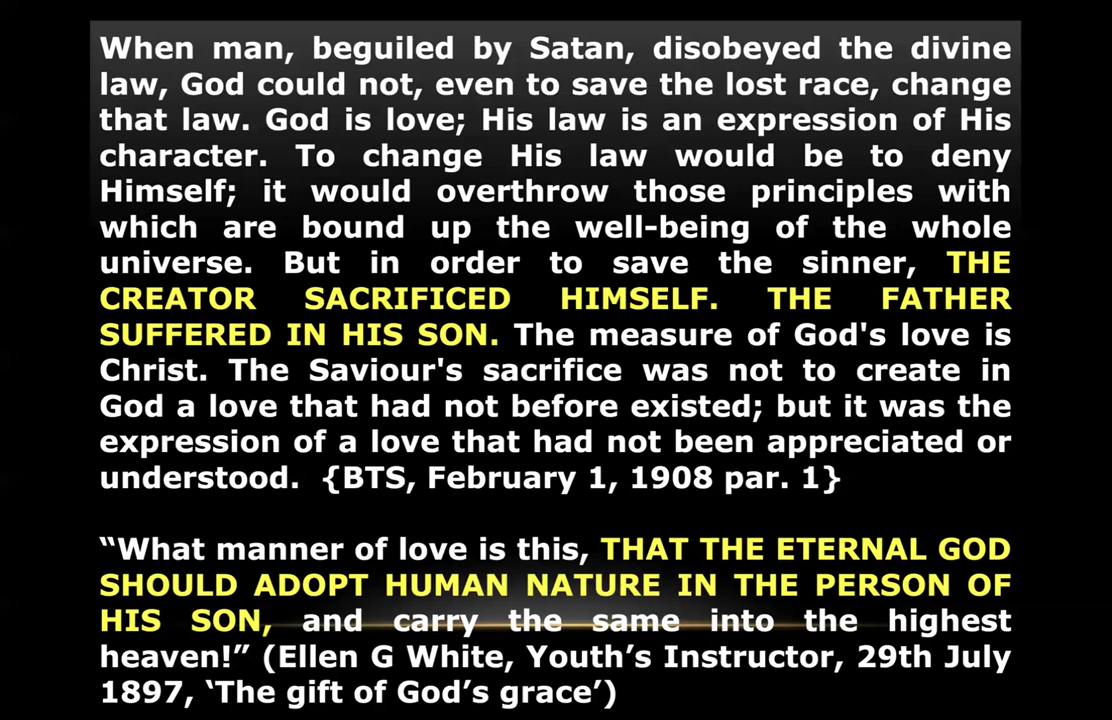 When man, beguiled by Satan, disobeyed the divine
law, God could not, even to save the lost race, change
that law. God is love; His law is an expression of His
character. To change His law would be to deny
Himself; it would overthrow those principles with
which are bound up the well-being of the whole
universe. But in order to save the sinner, THE
CREATOR SACRIFICED HIMSELF. THE FATHER
SUFFERED IN HIS SON. The measure of God's love is
Christ. The Saviour's sacrifice was not to create in
God a love that had not before existed; but it was the
expression of a love that had not been appreciated or
understood. {BTS, February 1, 1908 par. 1}
“What manner of love is this, THAT THE ETERNAL GOD
SHOULD ADOPT HUMAN NATURE IN THE PERSON OF
HIS SON, and carry the same into the highest
heaven!” (Ellen G White, Youth’s Instructor, 29th July
1897, ‘The gift of God’s grace’)